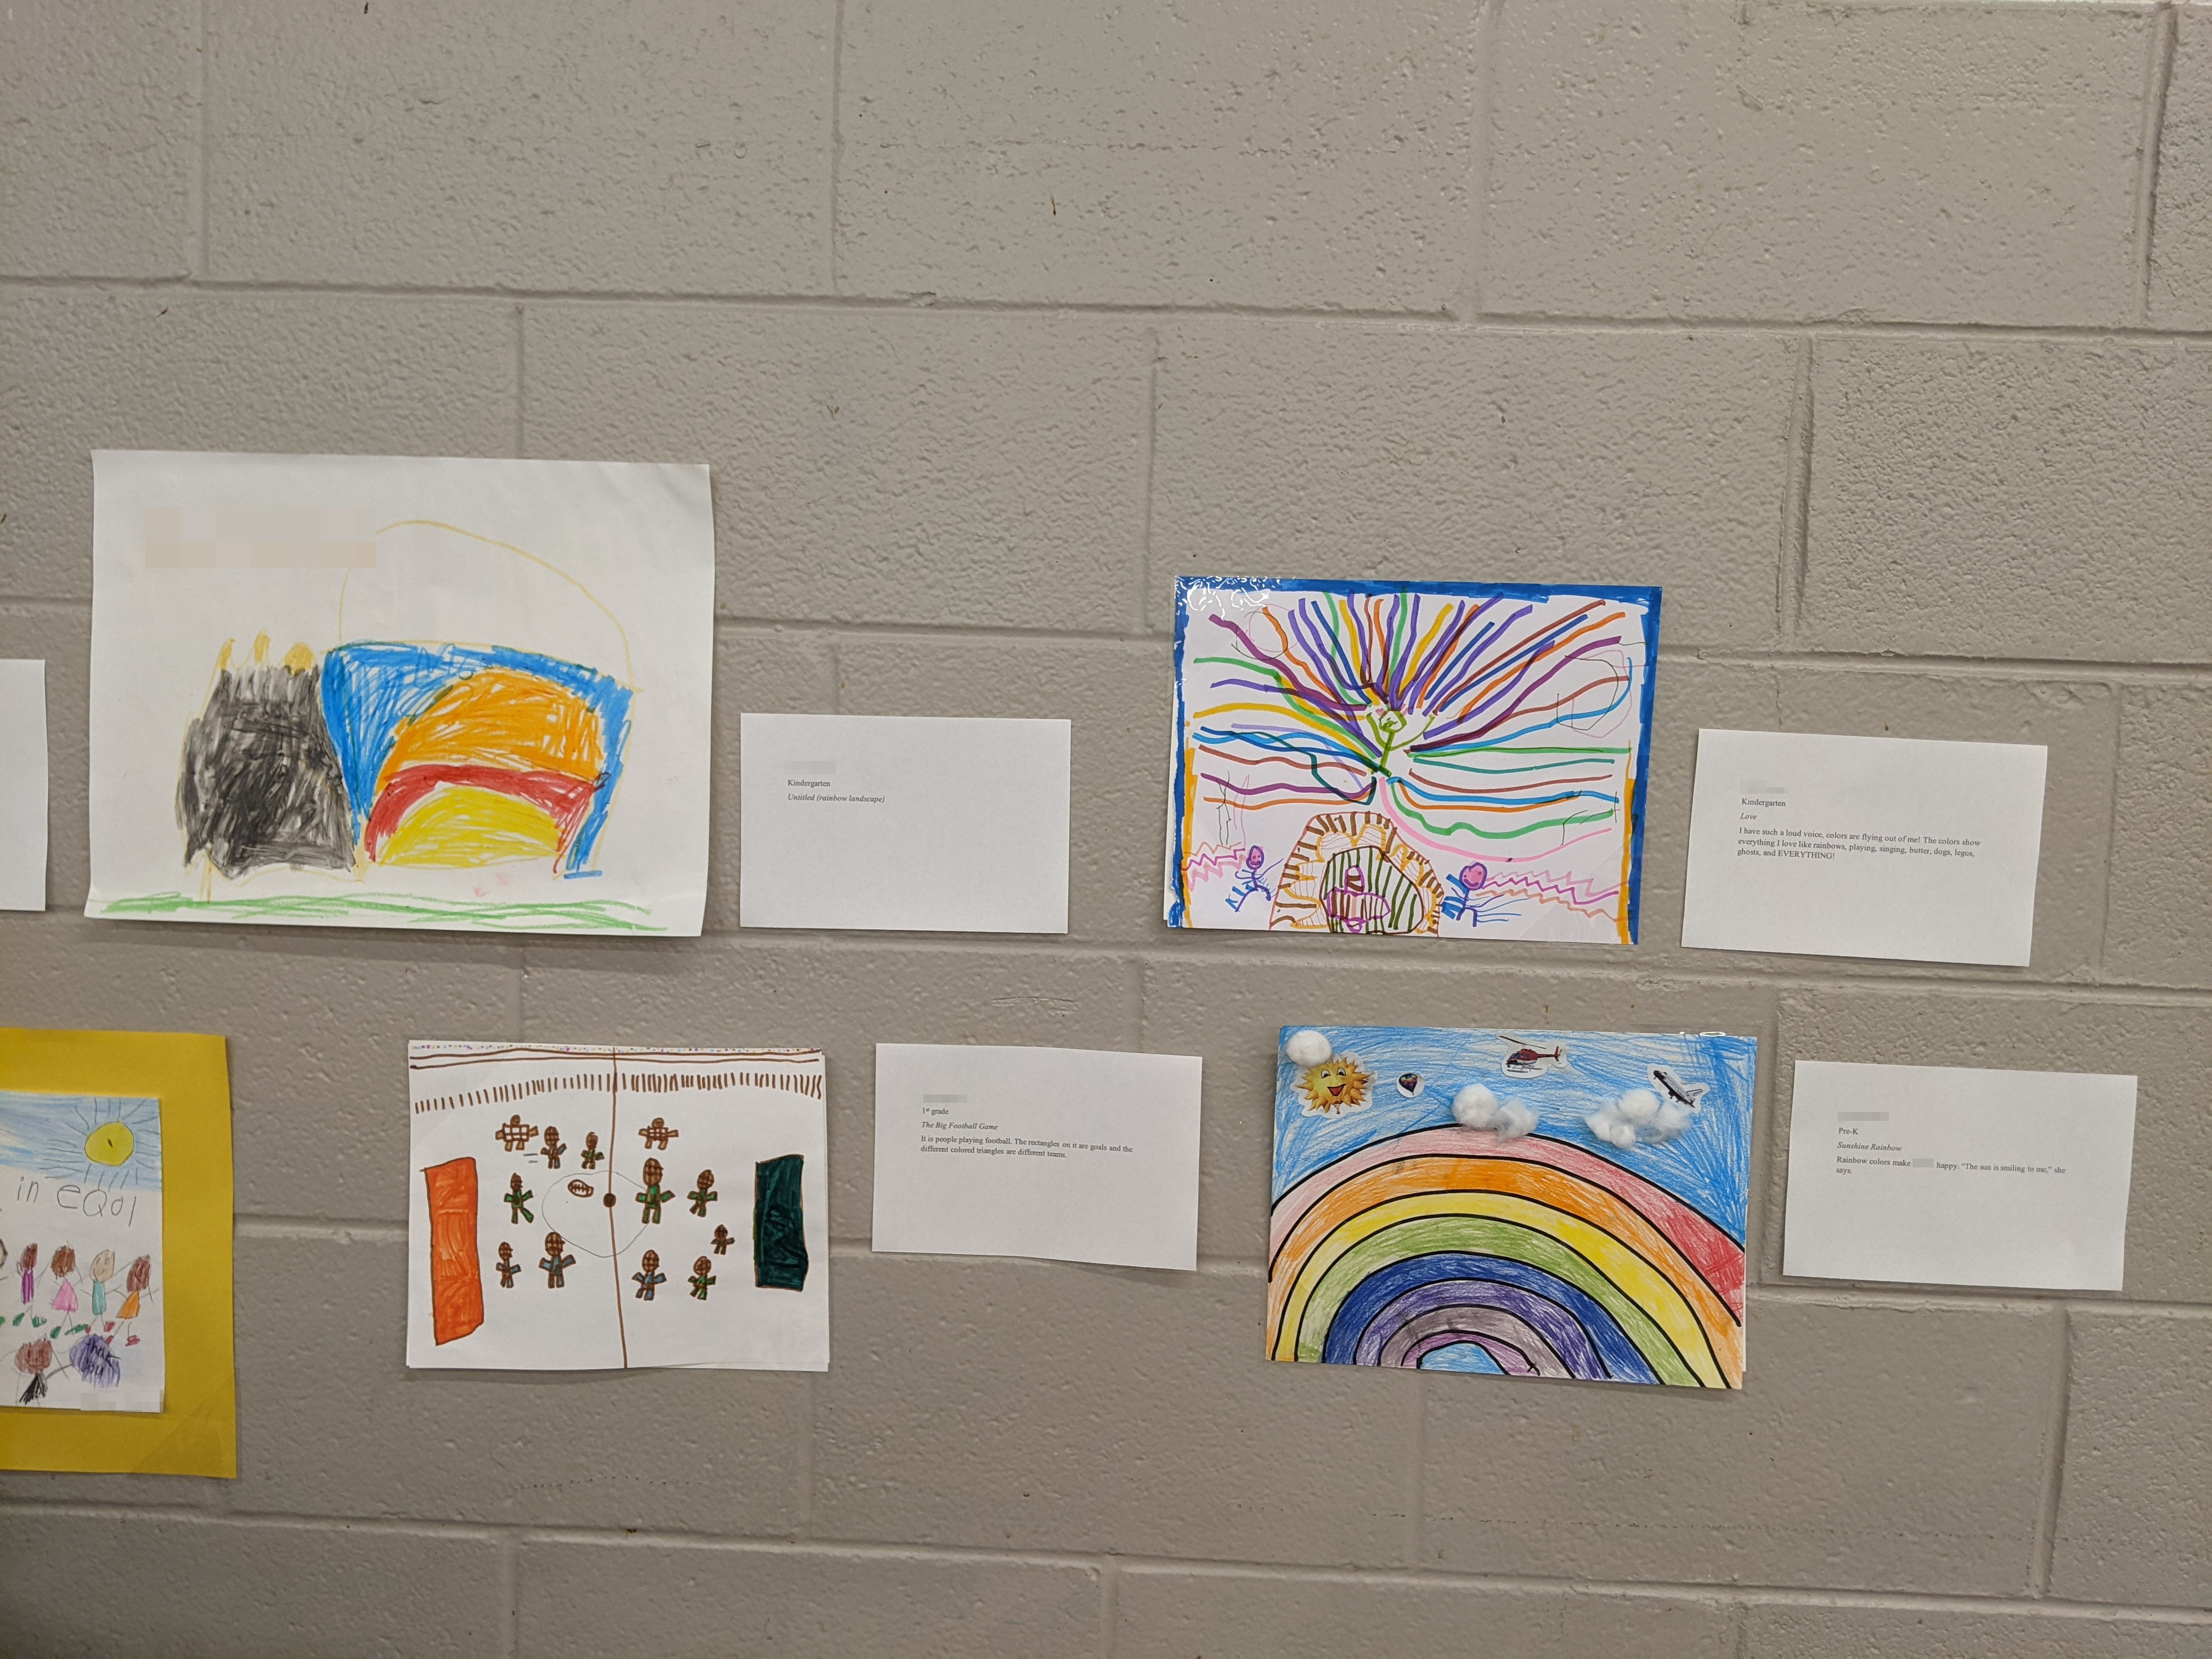 Kindergarten
Untitled (rainbow landscape)
Kindergarten
Love
I have such a loud voice, colors are flying out of me! The colors show
everything I love like rainbows, playing, singing, butter, dogs, legos,
ghosts, and EVERYTHING!
in eQol
thank
you
1st grade
The Big Football Game
It is people playing football. The rectangles on it are goals and the
different colored triangles are different teams.
Pre-K
Sunshine Rainbow
Rainbow colors make happy. "The sun is smiling to me," she
says.